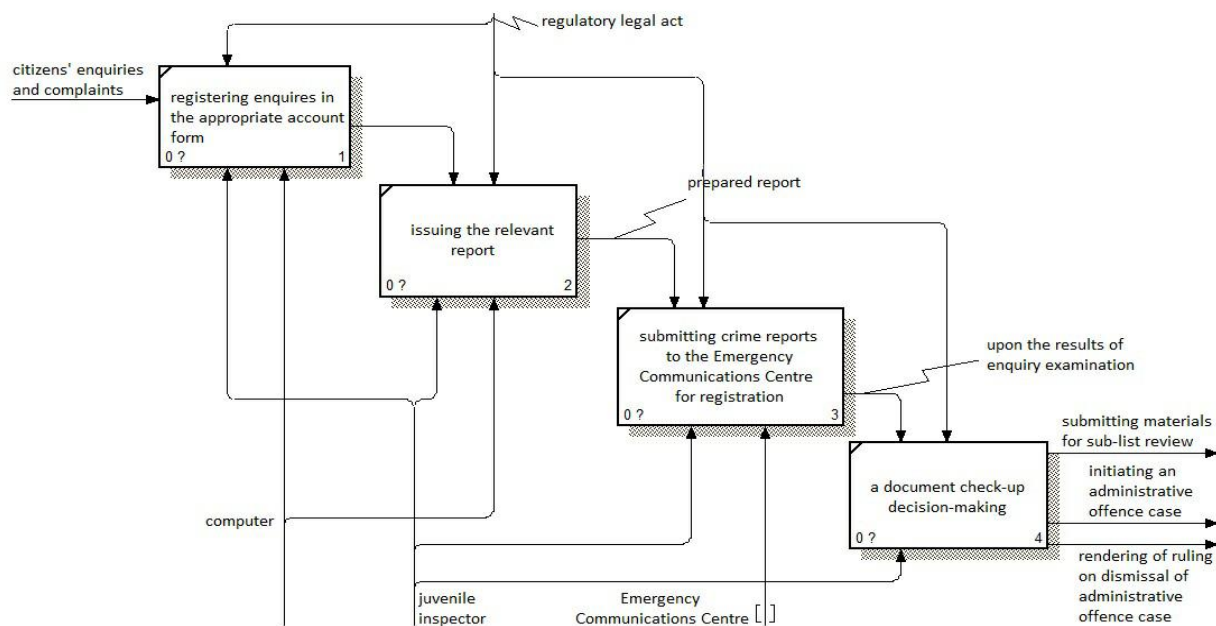 regulatory legal act
citizens' enquiries
and complaints
registering enquires in
the appropriate account
form
0 ?
1
prepared report
issuing the relevant
report
0 ?
2
submitting crime reports
to the Emergency
Communications Centre
for registration
0 ?
3
upon the results of
enquiry examination
submitting materials
for sub-list review
a document check-up
decision-making
0 ?
4
initiating an
administrative
offence case
computer
rendering of ruling
on dismissal of
administrative
offence case
juvenile
inspector
Emergency
Communications Centre